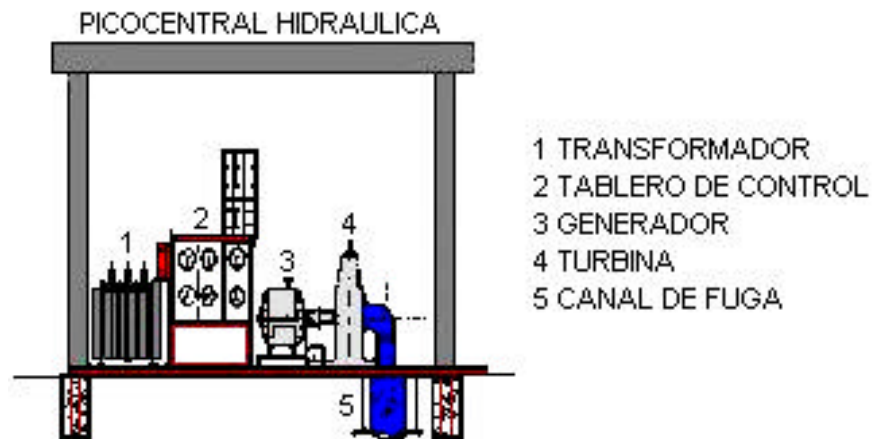 PICOCENTRAL HIDRAULICA
1 TRANSFORMADOR
2 TABLERO DE CONTROL
3 GENERADOR
4 TURBINA
5 CANAL DE FUGA
1
2
3
4
5